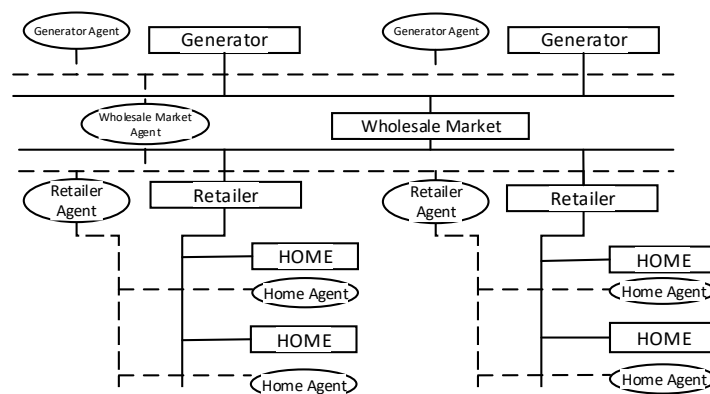 Generator Agent
Generator
Generator Agent
Generator
Wholesale Market
Agent
Wholesale Market
Retailer
Agent
Retailer
Retailer
Agent
Retailer
HOME
HOME
Home Agent
Home Agent
HOME
HOME
Home Agent
Home Agent